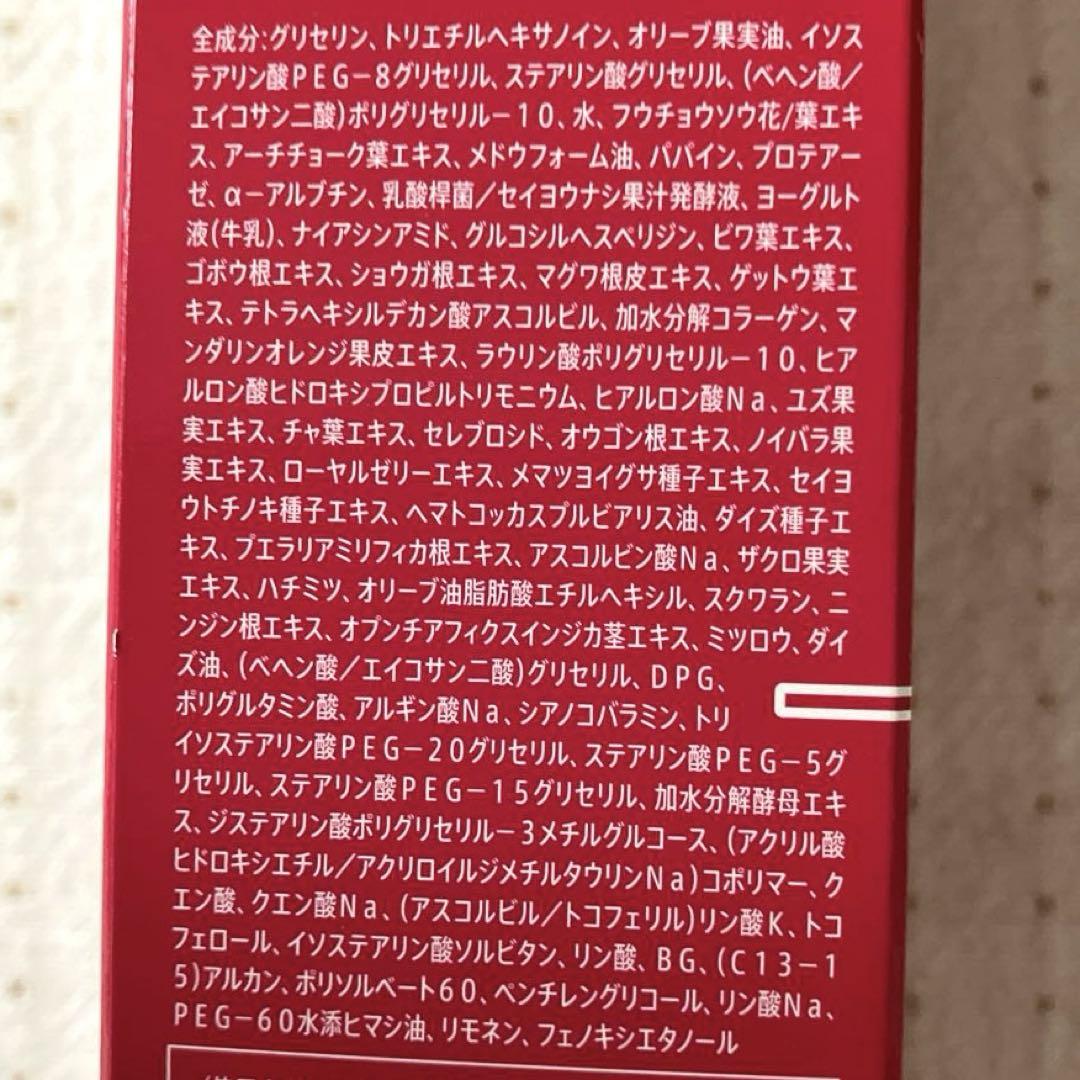 全成分:グリセリン、トリエチルヘキサノイン、オリーブ果実油、イソス
テアリン酸PEG-8グリセリル、ステアリン酸グリセリル、(ベヘン酸/
エイコサン二酸)ポリグリセリル-10、水、フウチョウソウ花/葉エキ
ス、アーチチョーク葉エキス、メドウフォーム油、パパイン、プロテアー
ゼ、α-アルブチン、乳酸桿菌/セイヨウナシ果汁発酵液、ヨーグルト
液(牛乳)、ナイアシンアミド、グルコシルヘスペリジン、ビワ葉エキス、
ゴボウ根エキス、ショウガ根エキス、マグワ根皮エキス、ゲットウ葉エ
キス、テトラヘキシルデカン酸アスコルビル、加水分解コラーゲン、マ
ンダリンオレンジ果皮エキス、ラウリン酸ポリグリセリル-10、ヒア
ルロン酸ヒドロキシプロピルトリモニウム、ヒアルロン酸Na、ユズ果
実エキス、チャ葉エキス、セレブロシド、オウゴン根エキス、ノイバラ果
実エキス、ローヤルゼリーエキス、メマツヨイグサ種子エキス、セイヨ
ウトチノキ種子エキス、ヘマトコッカスプルビアリス油、ダイズ種子エ
キス、プエラリアミリフィカ根エキス、アスコルビン酸Na、ザクロ果実
エキス、ハチミツ、オリーブ油脂肪酸エチルヘキシル、スクワラン、ニ
ンジン根エキス、オプンチアフィクスインジカ茎エキス、ミツロウ、ダイ
ズ油、(ベヘン酸/エイコサン二酸)グリセリル、DPG、
ポリグルタミン酸、アルギン酸Na、シアノコバラミン、トリ
イソステアリン酸PEG-20グリセリル、ステアリン酸PEG-5グ
リセリル、ステアリン酸PEG-15グリセリル、加水分解酵母エキ
ス、ジステアリン酸ポリグリセリル-3メチルグルコース、(アクリル酸
ヒドロキシエチル/アクリロイルジメチルタウリンNa)コポリマー、ク
エン酸、クエン酸Na、(アスコルビル/トコフェリル)リン酸K、トコ
フェロール、イソステアリン酸ソルビタン、リン酸、BG、(C13-1
5)アルカン、ポリソルベート60、ペンチレングリコール、リン酸Na、
PEG-60水添ヒマシ油、リモネン、フェノキシエタノール